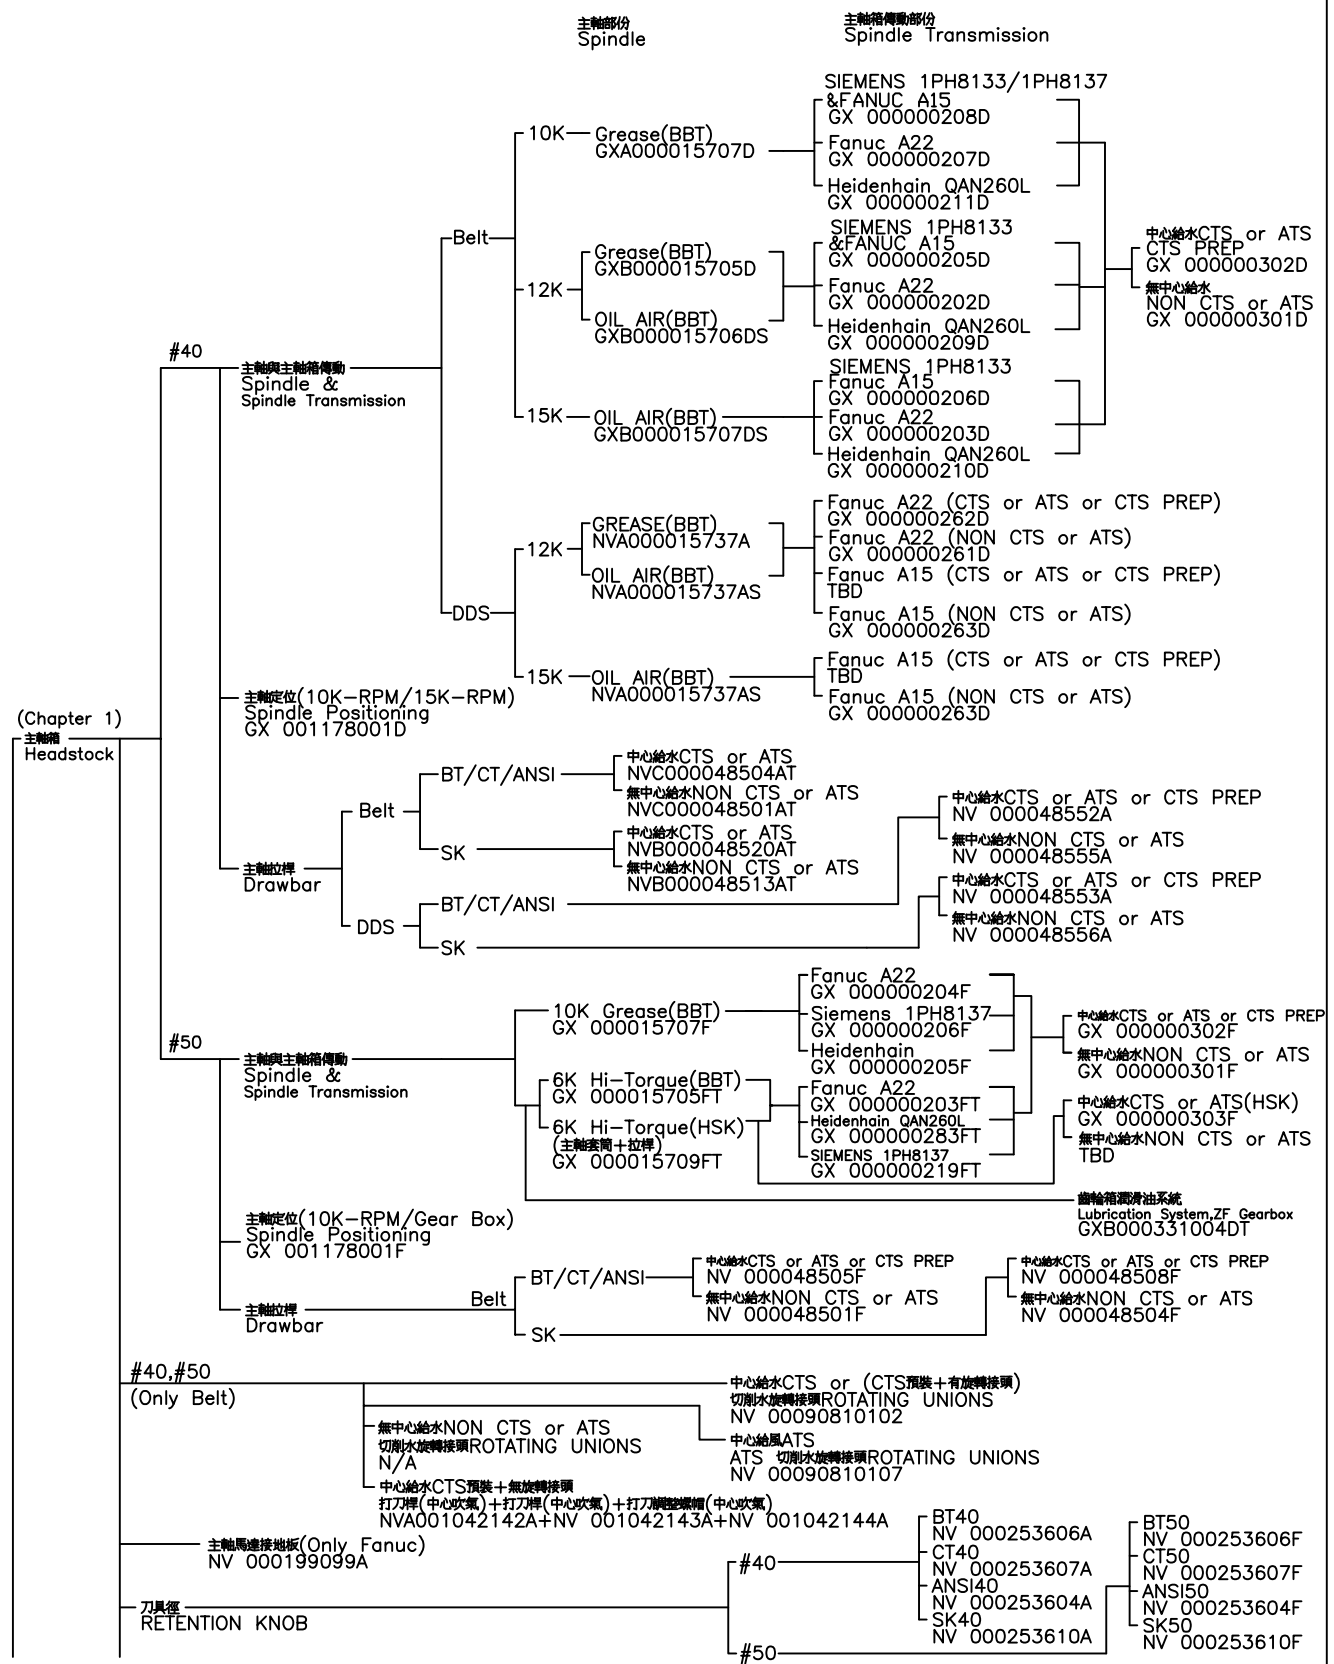 主軸部份
Spindle
主軸箱傳動部份
Spindle Transmission
SIEMENS 1PH8133/1PH8137
&FANUC A15
GX 000000208D
10K
Grease(BBT)
GXA000015707D
Fanuc A22
GX 000000207D
Heidenhain QAN260L
GX 000000211D
Belt
SIEMENS 1PH8133
&FANUC A15
GX 000000205D
12K
Grease(BBT)
GXB000015705D
OIL AIR(BBT)
GXB000015706DS
Fanuc A22
GX 000000202D
Heidenhain QAN260L
GX 000000209D
中心給水CTS or ATS
CTS PREP
GX 000000302D
無中心給水
NON CTS or ATS
GX 000000301D
#40
主軸與主軸箱傳動
Spindle &
Spindle Transmission
SIEMENS 1PH8133
Fanuc A15
GX 000000206D
15K
OIL AIR(BBT)
GXB000015707DS
Fanuc A22
GX 000000203D
Heidenhain QAN260L
GX 000000210D
DDS
12K
GREASE(BBT)
NVA000015737A
OIL AIR(BBT)
NVA000015737AS
Fanuc A22 (CTS or ATS or CTS PREP)
GX 000000262D
Fanuc A22 (NON CTS or ATS)
GX 000000261D
Fanuc A15 (CTS or ATS or CTS PREP)
TBD
Fanuc A15 (NON CTS or ATS)
GX 000000263D
15K
OIL AIR(BBT)
NVA000015737AS
Fanuc A15 (CTS or ATS or CTS PREP)
TBD
Fanuc A15 (NON CTS or ATS)
GX 000000263D
主軸定位(10K-RPM/15K-RPM)
Spindle Positioning
GX 001178001D
(Chapter 1)
主軸箱
Headstock
主軸拉桿
Drawbar
Belt
BT/CT/ANSI
中心給水CTS or ATS
NVC000048504AT
無中心給水NON CTS or ATS
NVC000048501AT
SK
中心給水CTS or ATS
NVB000048520AT
無中心給水NON CTS or ATS
NVB000048513AT
DDS
BT/CT/ANSI
中心給水CTS or ATS or CTS PREP
NV 000048552A
無中心給水NON CTS or ATS
NV 000048555A
SK
中心給水CTS or ATS or CTS PREP
NV 000048553A
無中心給水NON CTS or ATS
NV 000048556A
#50
主軸與主軸箱傳動
Spindle &
Spindle Transmission
10K Grease(BBT)
GX 000015707F
Fanuc A22
GX 000000204F
Siemens 1PH8137
GX 000000206F
Heidenhain
GX 000000205F
中心給水CTS or ATS or CTS PREP
GX 000000302F
無中心給水NON CTS or ATS
GX 000000301F
6K Hi-Torque(BBT)
GX 000015705FT
6K Hi-Torque(HSK)
(主軸套筒+拉桿)
GX 000015709FT
Fanuc A22
GX 000000203FT
Heidenhain QAN260L
GX 000000283FT
SIEMENS 1PH8137
GX 000000219FT
中心給水CTS or ATS(HSK)
GX 000000303F
無中心給水NON CTS or ATS
TBD
齒輪箱潤滑油系統
Lubrication System,ZF Gearbox
GXB000331004DT
主軸定位(10K-RPM/Gear Box)
Spindle Positioning
GX 001178001F
主軸拉桿
Drawbar
Belt
BT/CT/ANSI
中心給水CTS or ATS or CTS PREP
NV 000048505F
無中心給水NON CTS or ATS
NV 000048501F
SK
中心給水CTS or ATS or CTS PREP
NV 000048508F
無中心給水NON CTS or ATS
NV 000048504F
#40,#50
(Only Belt)
中心給水CTS or (CTS預裝+有旋轉接頭)
切削水旋轉接頭ROTATING UNIONS
NV 00090810102
無中心給水NON CTS or ATS
切削水旋轉接頭ROTATING UNIONS
N/A
中心給風ATS
ATS 切削水旋轉接頭ROTATING UNIONS
NV 00090810107
中心給水CTS預裝+無旋轉接頭
打刀桿(中心吹氣)+打刀桿(中心吹氣)+打刀調整螺帽(中心吹氣)
NVA001042142A+NV 001042143A+NV 001042144A
主軸馬達接地板(Only Fanuc)
NV 000199099A
刀具徑
RETENTION KNOB
#40
BT40
NV 000253606A
CT40
NV 000253607A
ANSI40
NV 000253604A
SK40
NV 000253610A
#50
BT50
NV 000253606F
CT50
NV 000253607F
ANSI50
NV 000253604F
SK50
NV 000253610F